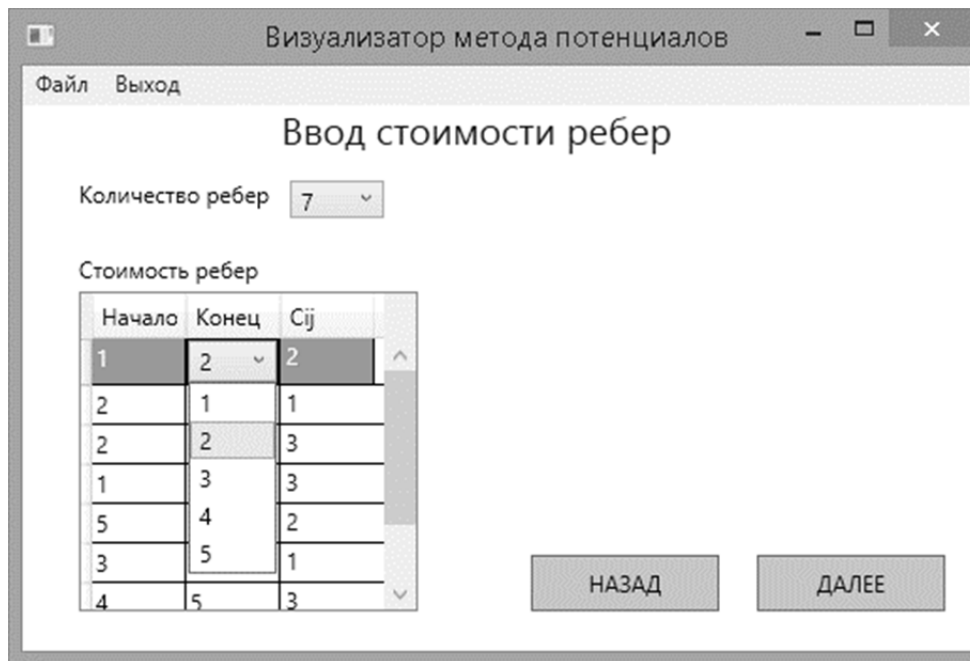 Визуализатор метода потенциалов
Файл Выход
Ввод стоимости ребер
Количество ребер 7
Стоимость ребер
Начало Конец Cij
1 2 2
2 1 1
2 2 3
1 3 3
5 4 2
3 5 1
4 5 3
НАЗАД ДАЛЕЕ